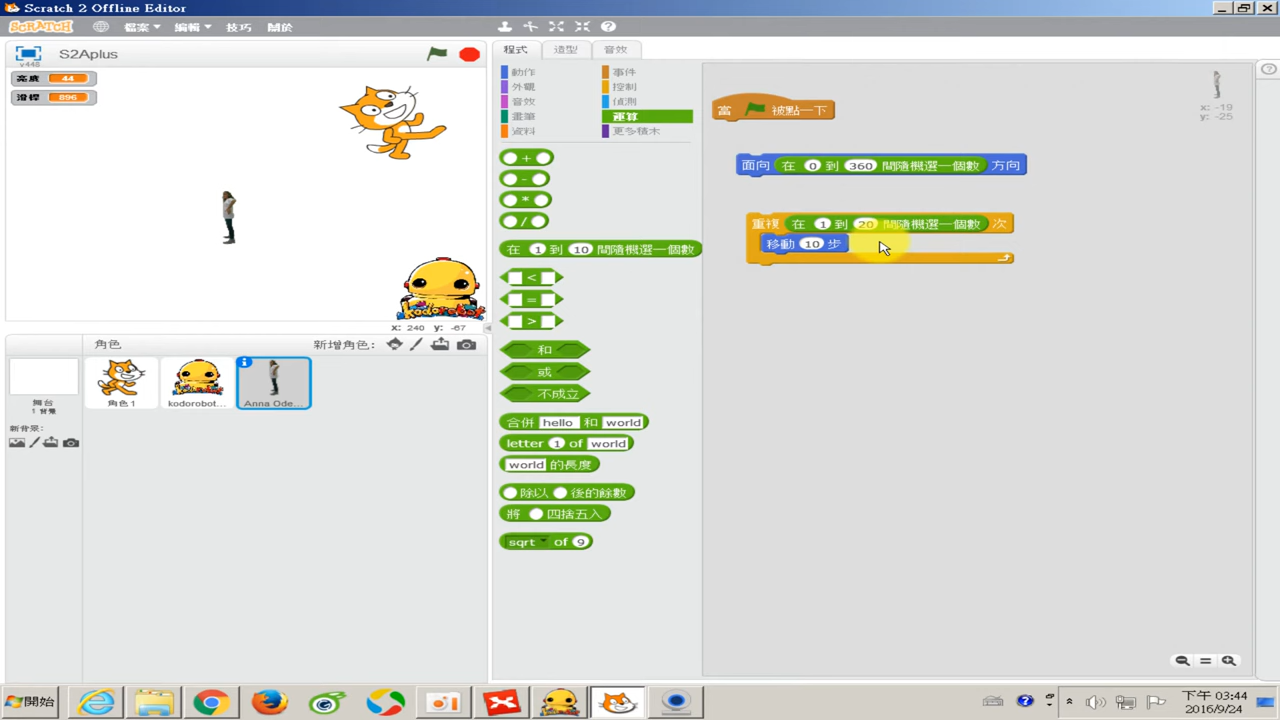 Scratch 2 Offline Editor
SCRATCH 檔案 編輯 技巧 關於
v448 S2Aplus
亮度 44
滑桿 896
kodorobot
x: 240 y: -67
角色 新增角色:
舞台
1 背景
新背景:
角色1
kodorobot...
Anna Ode...
程式 造型 音效
動作 事件
外觀 控制
音效 偵測
畫筆 運算
資料 更多積木
+
-
*
/
在 1 到 10 間隨機選一個數
<
=
>
和
或
不成立
合併 hello 和 world
letter 1 of world
world 的長度
除以 後的餘數
將 四捨五入
sqrt of 9
當 被點一下
面向 在 0 到 360 間隨機選一個數 方向
重複 在 1 到 20 間隨機選一個數 次
移動 10 步
x: -19
y: -25
開始
下午 03:44
2016/9/24